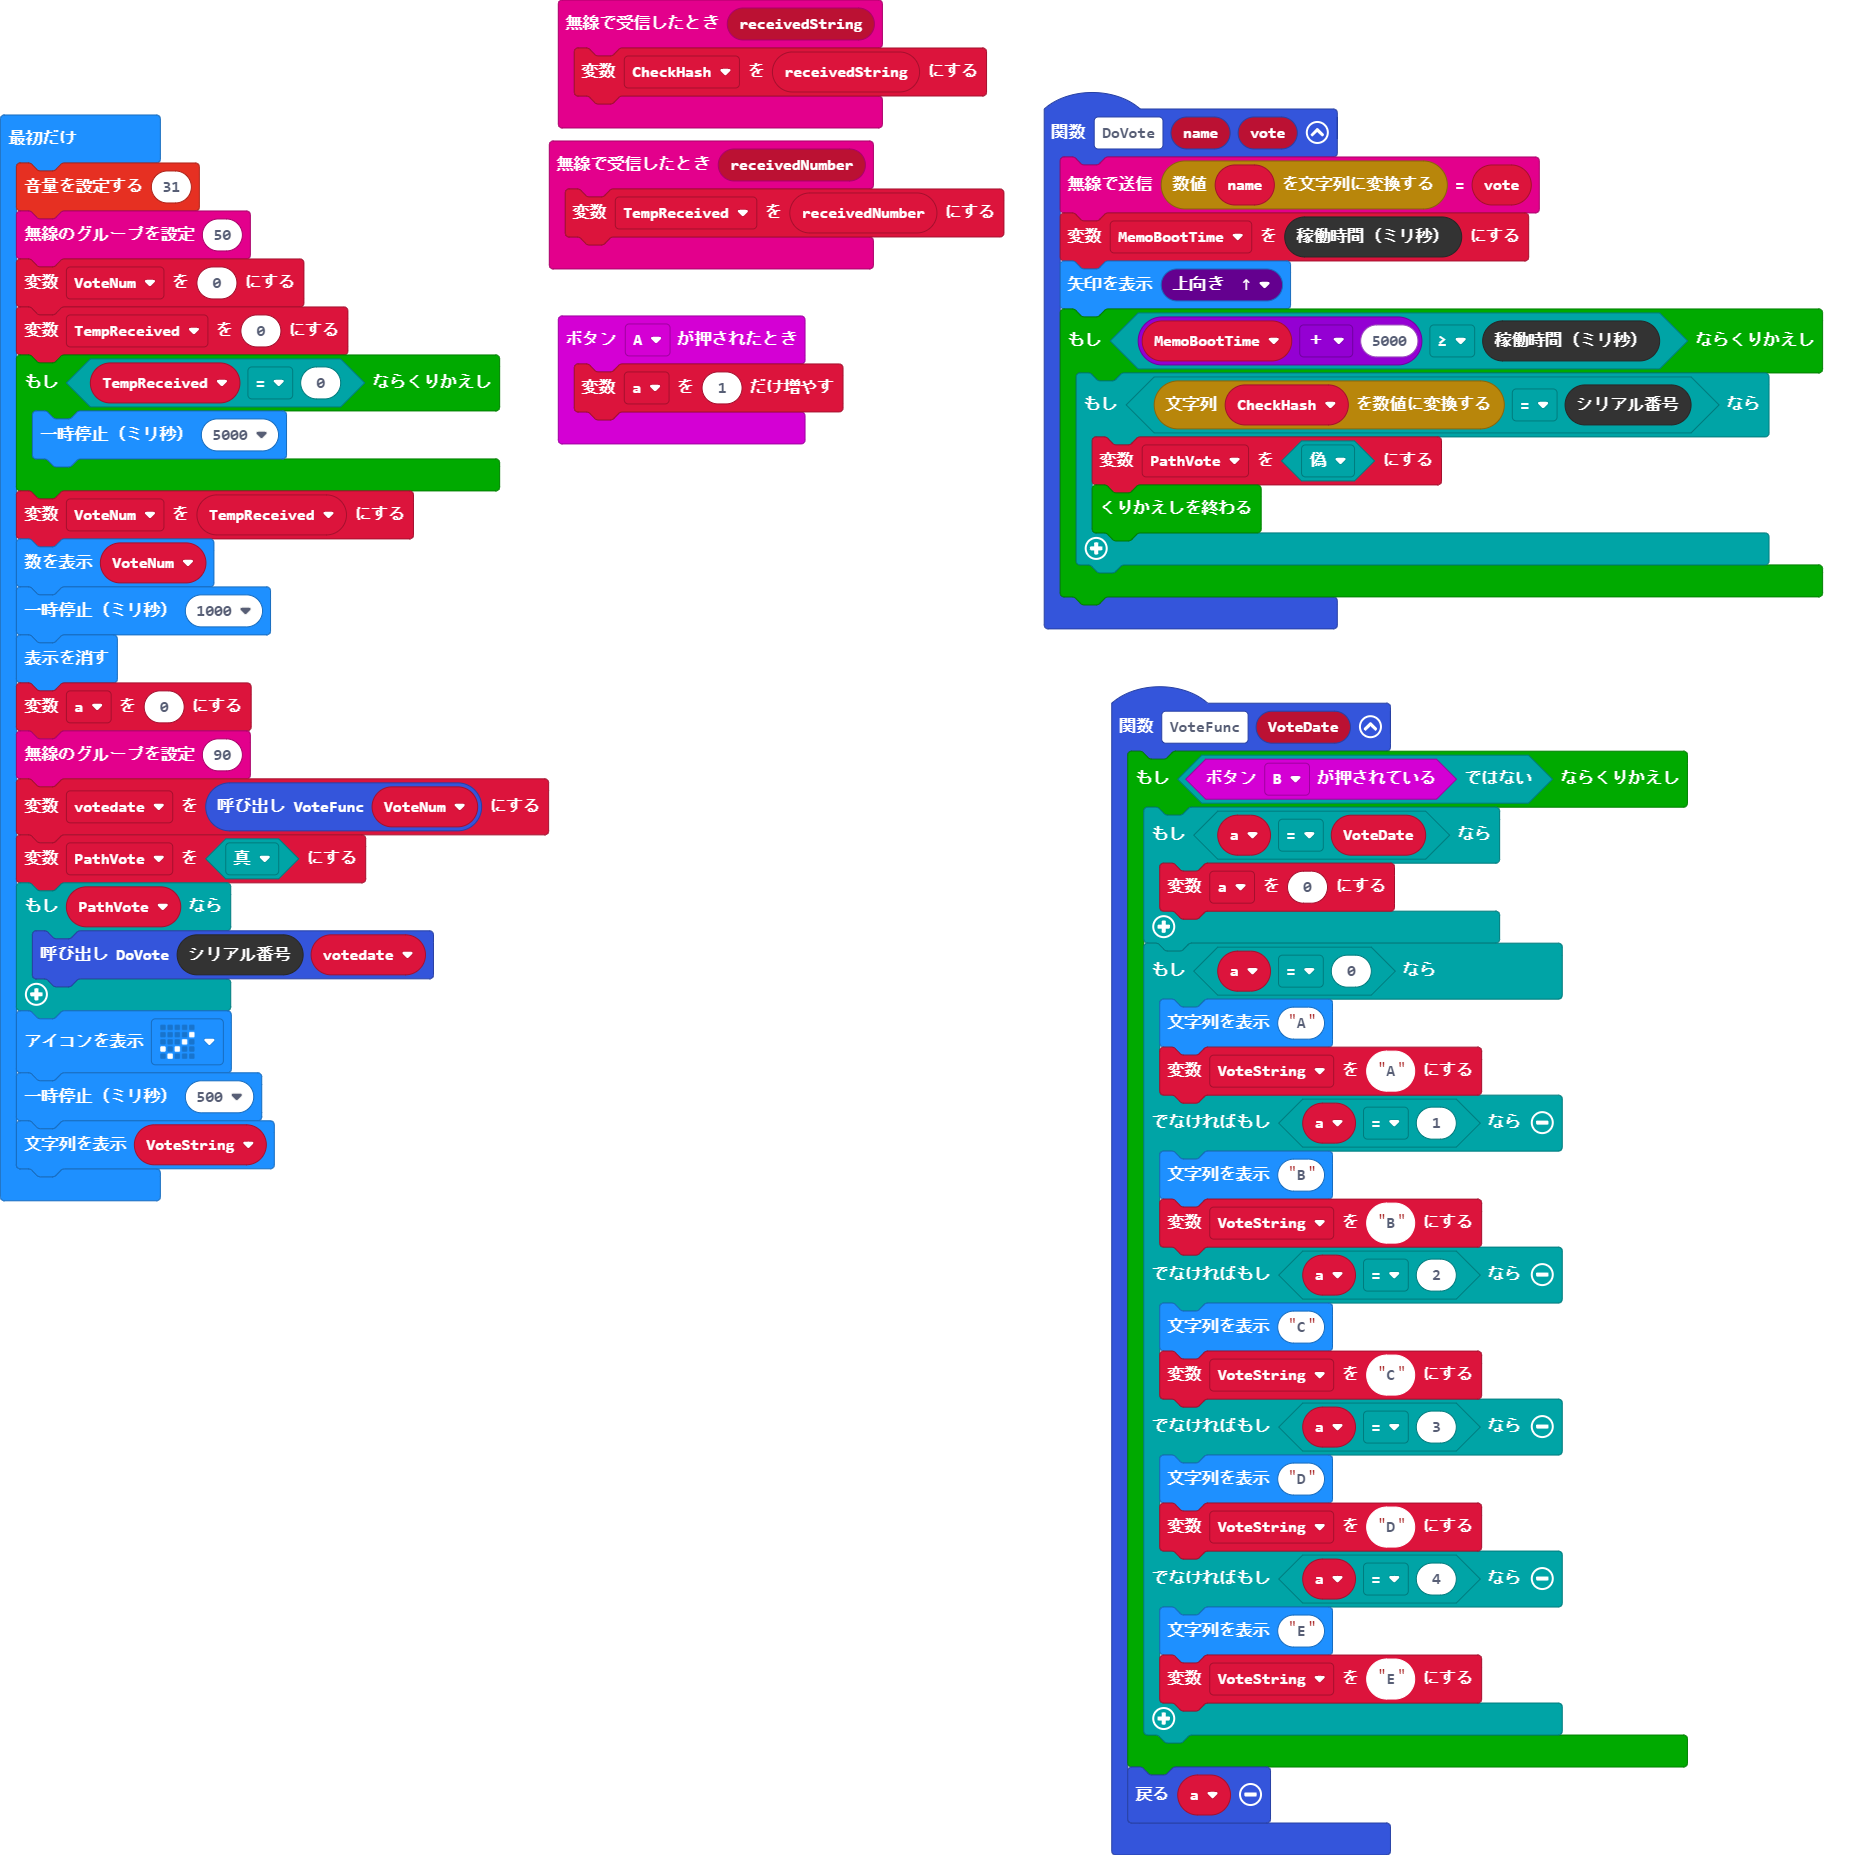 最初だけ
音量を設定する 31
無線のグループを設定 50
変数 VoteNum を 0 にする
変数 TempReceived を 0 にする
もし TempReceived = 0 ならくりかえし
一時停止（ミリ秒） 5000
変数 VoteNum を TempReceived にする
数を表示 VoteNum
一時停止（ミリ秒） 1000
表示を消す
変数 a を 0 にする
無線のグループを設定 90
変数 votedate を 呼び出し VoteFunc VoteNum にする
変数 PathVote を 真 にする
もし PathVote なら
呼び出し DoVote シリアル番号 votedate
アイコンを表示
一時停止（ミリ秒） 500
文字列を表示 VoteString
無線で受信したとき receivedString
変数 CheckHash を receivedString にする
無線で受信したとき receivedNumber
変数 TempReceived を receivedNumber にする
ボタン A が押されたとき
変数 a を 1 だけ増やす
関数 DoVote name vote
無線で送信 数値 name を文字列に変換する = vote
変数 MemoBootTime を 稼働時間（ミリ秒） にする
矢印を表示 上向き ↑
もし MemoBootTime + 5000 ≥ 稼働時間（ミリ秒） ならくりかえし
もし 文字列 CheckHash を数値に変換する = シリアル番号 なら
変数 PathVote を 偽 にする
くりかえしを終わる
関数 VoteFunc VoteDate
もし ボタン B が押されている ではない ならくりかえし
もし a = VoteDate なら
変数 a を 0 にする
もし a = 0 なら
文字列を表示 "A"
変数 VoteString を "A" にする
でなければもし a = 1 なら
文字列を表示 "B"
変数 VoteString を "B" にする
でなければもし a = 2 なら
文字列を表示 "C"
変数 VoteString を "C" にする
でなければもし a = 3 なら
文字列を表示 "D"
変数 VoteString を "D" にする
でなければもし a = 4 なら
文字列を表示 "E"
変数 VoteString を "E" にする
戻る a